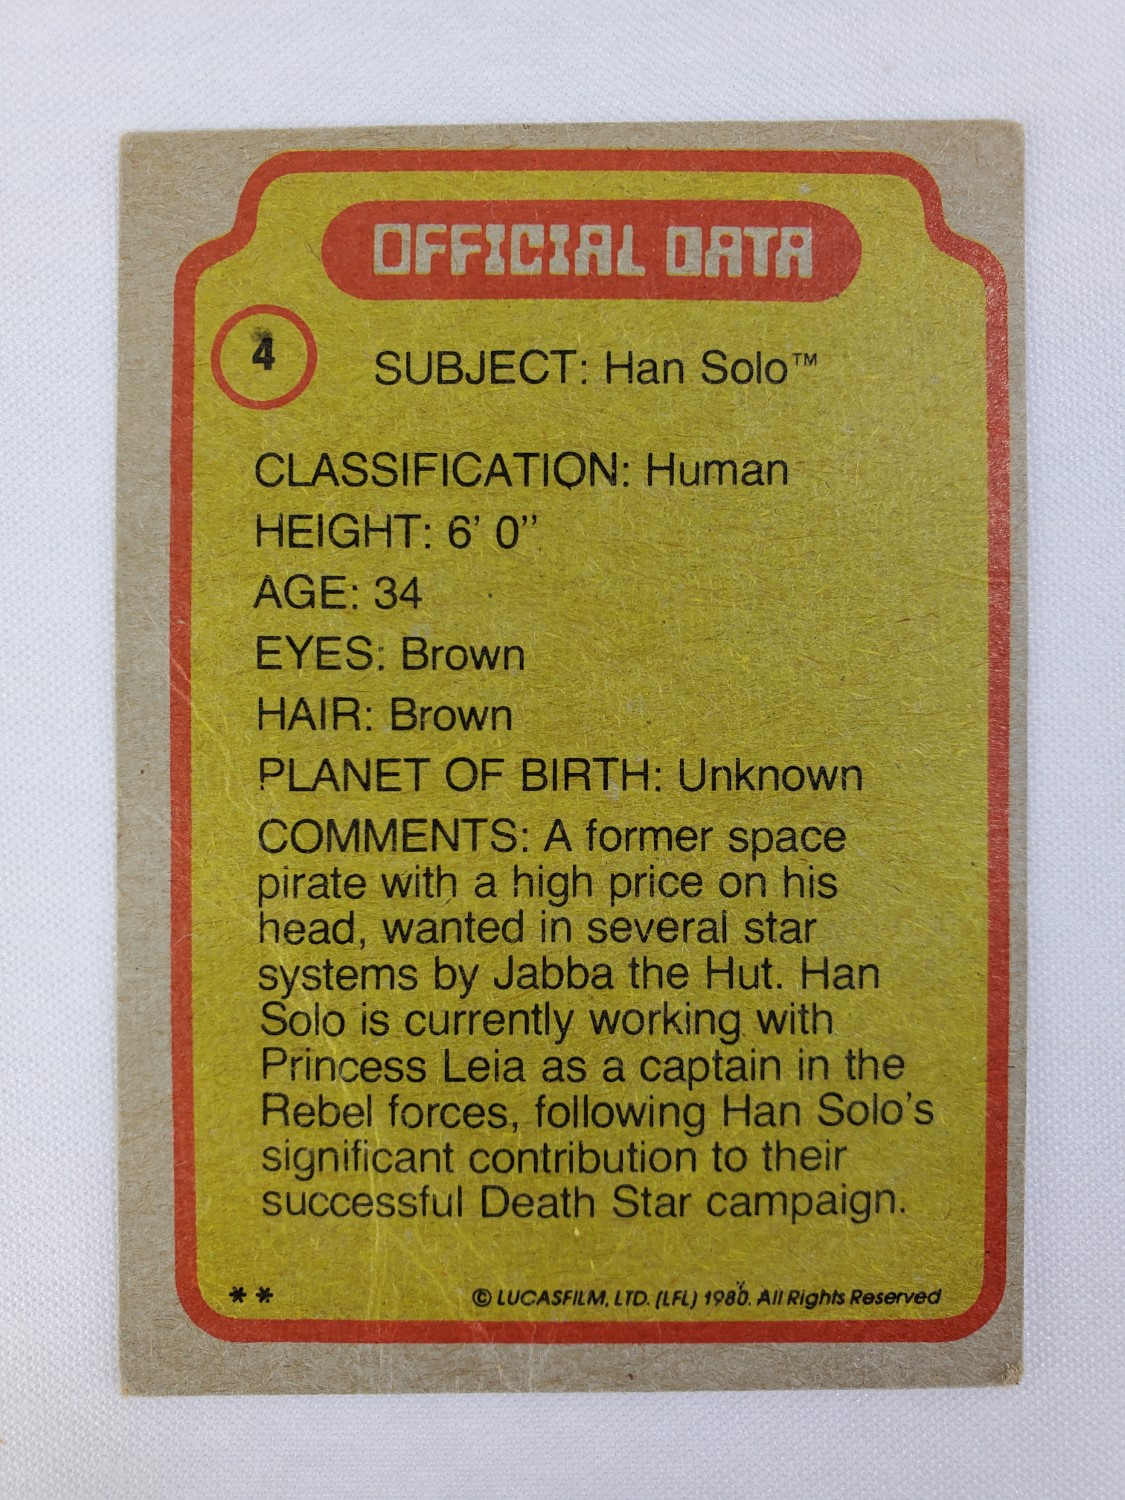 OFFICIAL DATA
4
SUBJECT: Han Solo™
CLASSIFICATION: Human
HEIGHT: 6' 0"
AGE: 34
EYES: Brown
HAIR: Brown
PLANET OF BIRTH: Unknown
COMMENTS: A former space
pirate with a high price on his
head, wanted in several star
systems by Jabba the Hut. Han
Solo is currently working with
Princess Leia as a captain in the
Rebel forces, following Han Solo's
significant contribution to their
successful Death Star campaign.
** © LUCASFILM, LTD. (LFL) 1980. All Rights Reserved